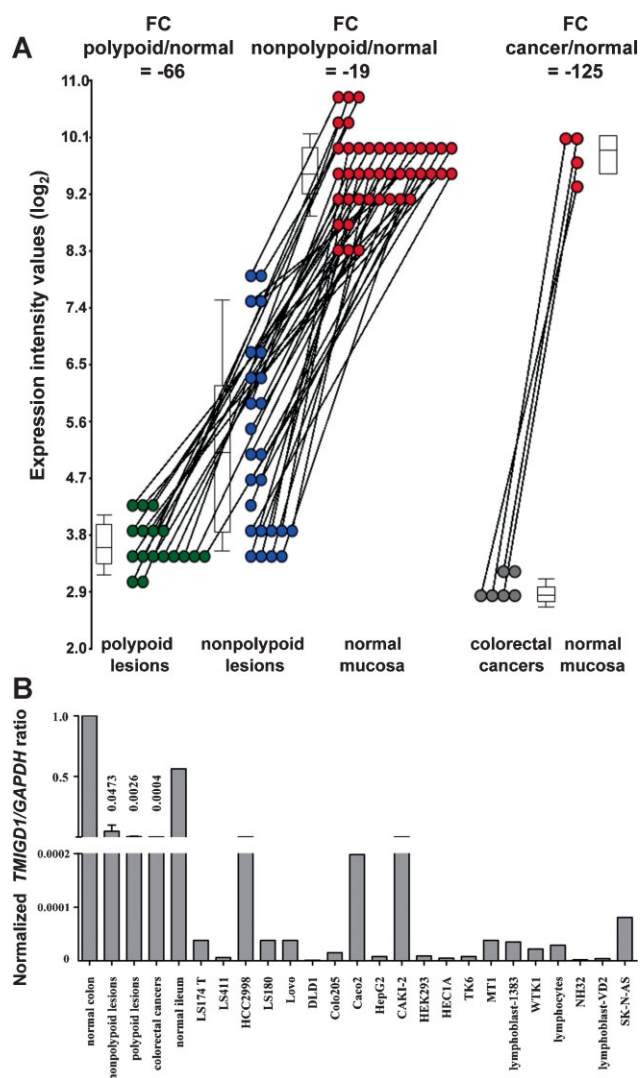 A
FC
polypoid/normal
= -66
FC
nonpolypoid/normal
= -19
FC
cancer/normal
= -125
Expression intensity values (log2)
11.0
10.1
9.2
8.3
7.4
6.5
5.6
4.7
3.8
2.9
2.0
polypoid
lesions
nonpolypoid
lesions
normal
mucosa
colorectal
cancers
normal
mucosa
B
Normalized TMIGD1/GAPDH ratio
1.0
0.5
0.0002
0.0001
0
0.0473
0.0026
0.0004
normal colon
nonpolypoid lesions
polypoid lesions
colorectal cancers
normal ileum
LS174 T
LS411
HCC2998
LS180
Lovo
DLD1
Colo205
Caco2
HepG2
CAKI-2
HEK293
HEC1A
TK6
MT1
lymphoblast-1383
WTK1
lymphocytes
NH32
lymphoblast-VD2
SK-N-AS